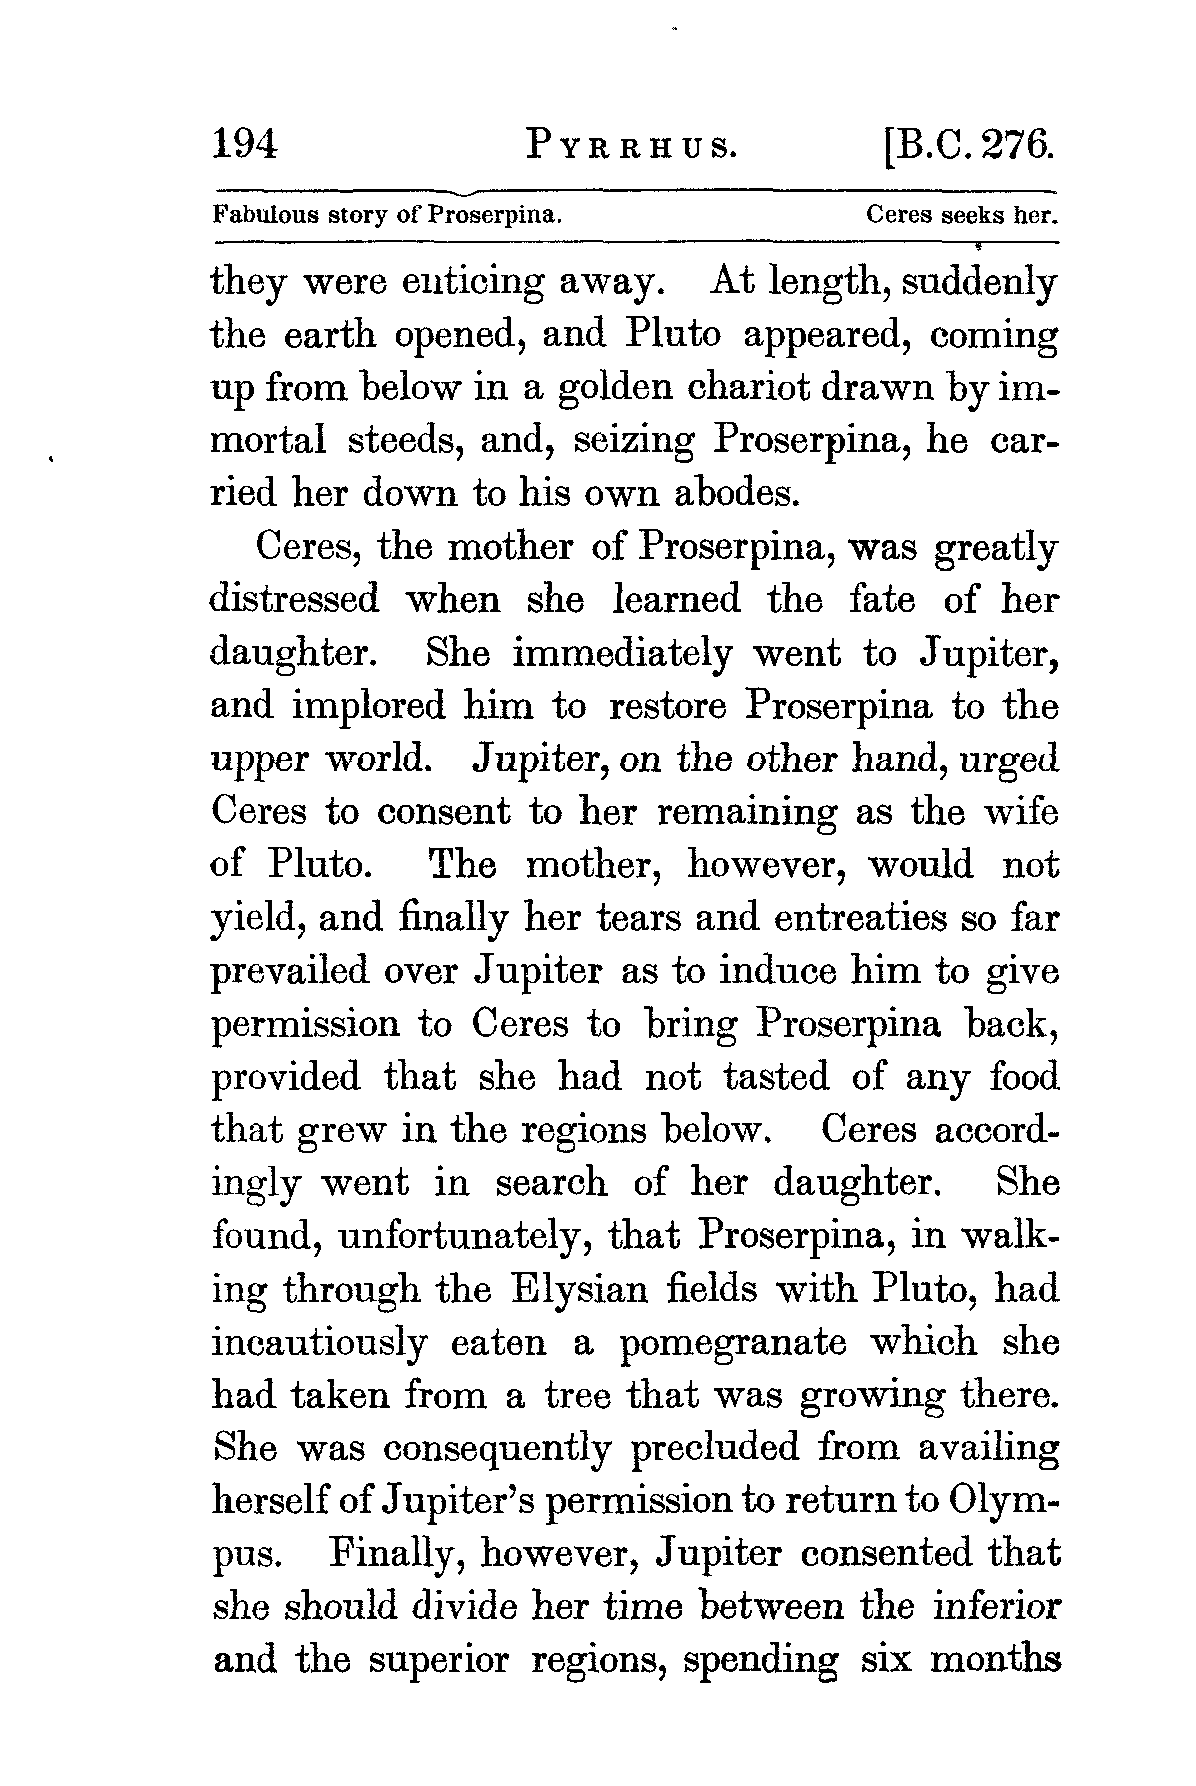 194 PYRRHUS. [B.C. 276.
Fabulous story of Proserpina. Ceres seeks her.
they were enticing away. At length, suddenly
the earth opened, and Pluto appeared, coming
up from below in a golden chariot drawn by im-
mortal steeds, and, seizing Proserpina, he car-
ried her down to his own abodes.
Ceres, the mother of Proserpina, was greatly
distressed when she learned the fate of her
daughter. She immediately went to Jupiter,
and implored him to restore Proserpina to the
upper world. Jupiter, on the other hand, urged
Ceres to consent to her remaining as the wife
of Pluto. The mother, however, would not
yield, and finally her tears and entreaties so far
prevailed over Jupiter as to induce him to give
permission to Ceres to bring Proserpina back,
provided that she had not tasted of any food
that grew in the regions below. Ceres accord-
ingly went in search of her daughter. She
found, unfortunately, that Proserpina, in walk-
ing through the Elysian fields with Pluto, had
incautiously eaten a pomegranate which she
had taken from a tree that was growing there.
She was consequently precluded from availing
herself of Jupiter's permission to return to Olym-
pus. Finally, however, Jupiter consented that
she should divide her time between the inferior
and the superior regions, spending six months